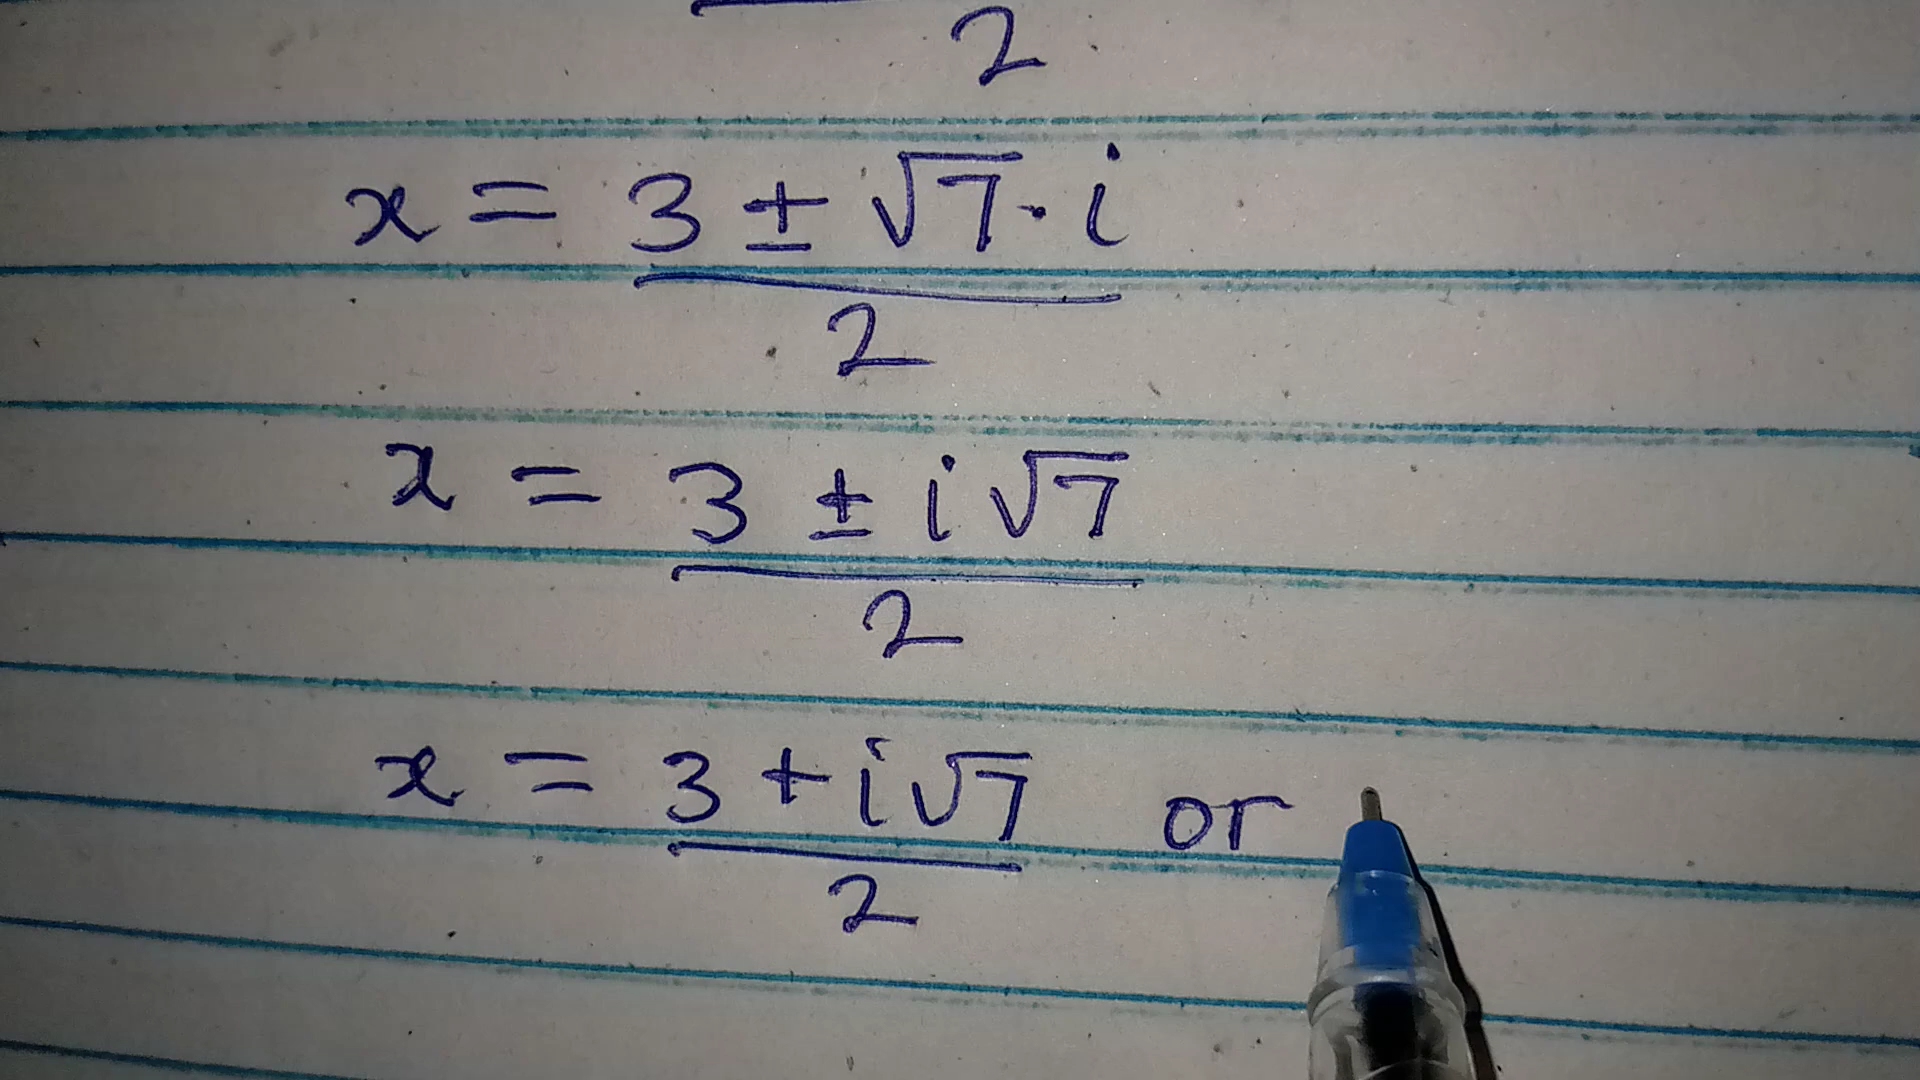 2
x = 3 ± √7 · i
2
x = 3 ± i√7
2
x = 3 + i√7 or
2